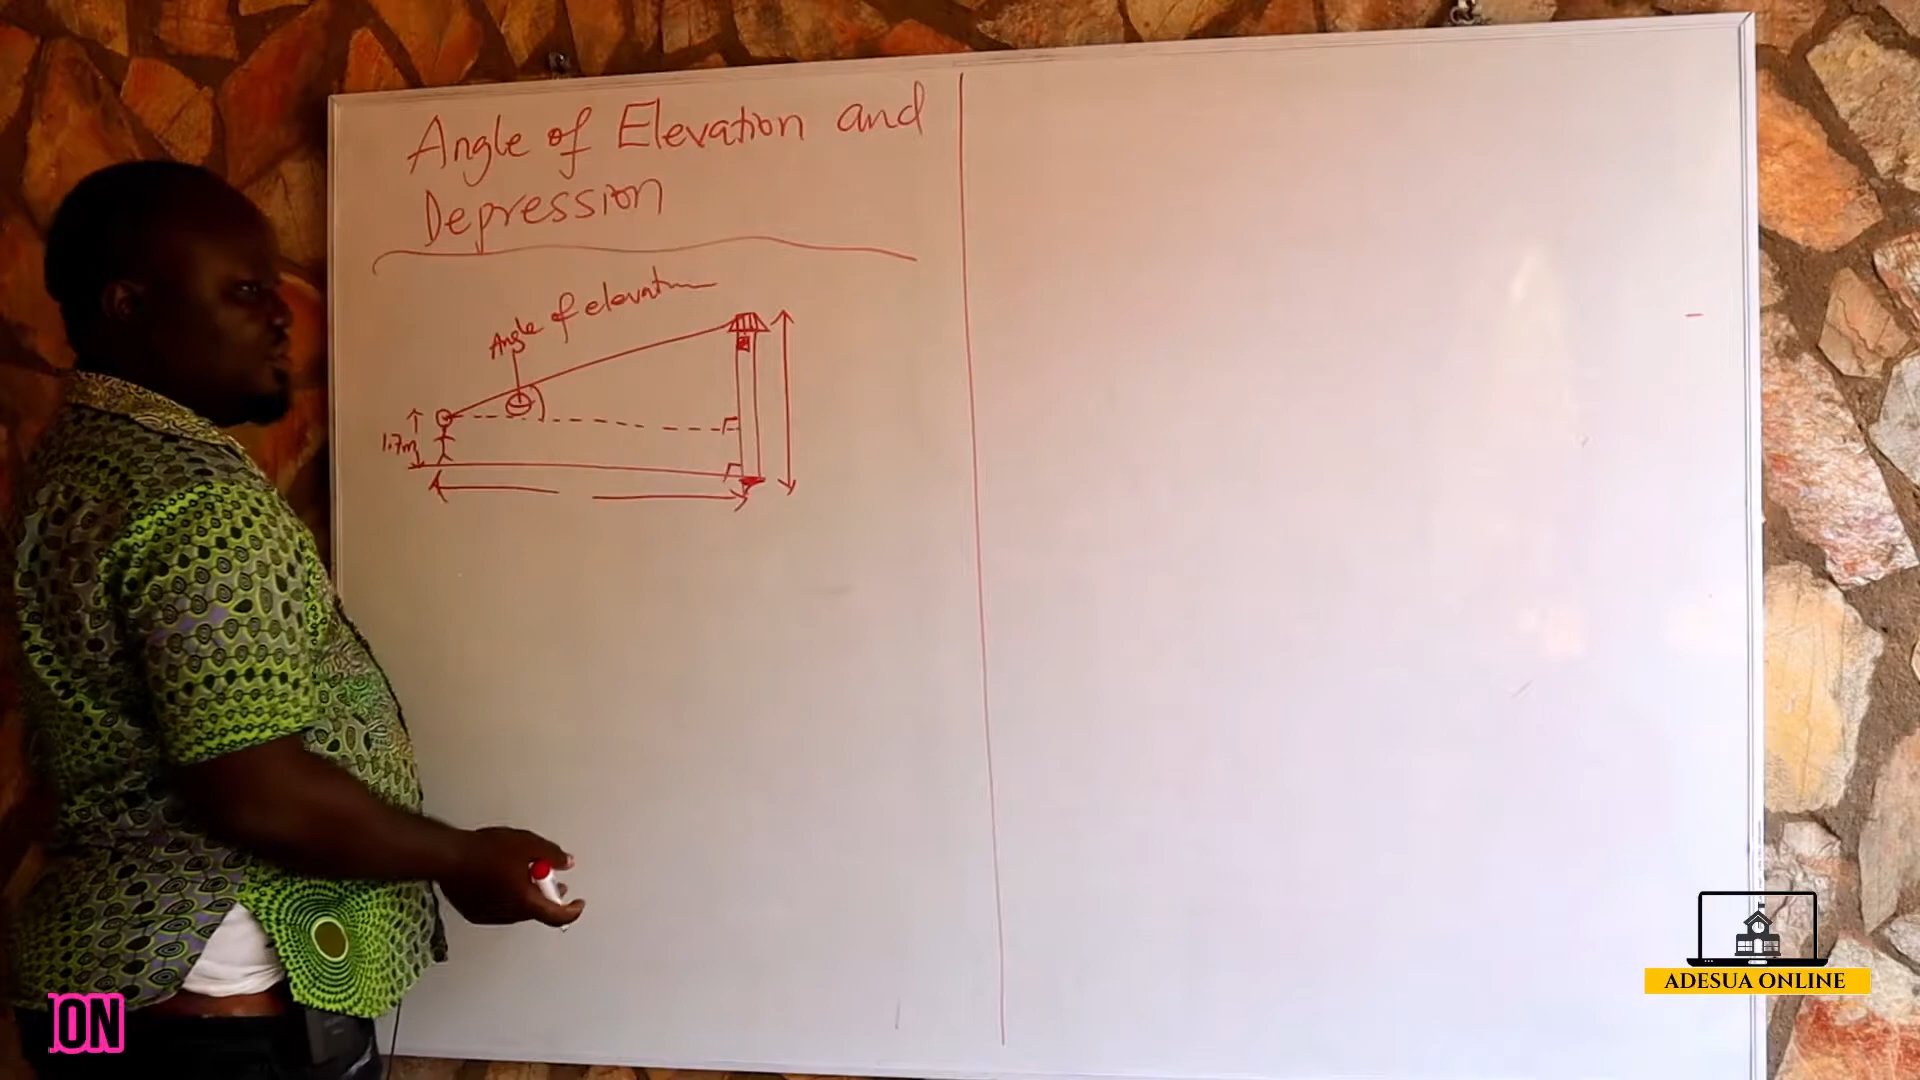 Angle of Elevation and
Depression
Angle of elevation
1.7m
ADESUA ONLINE
ON